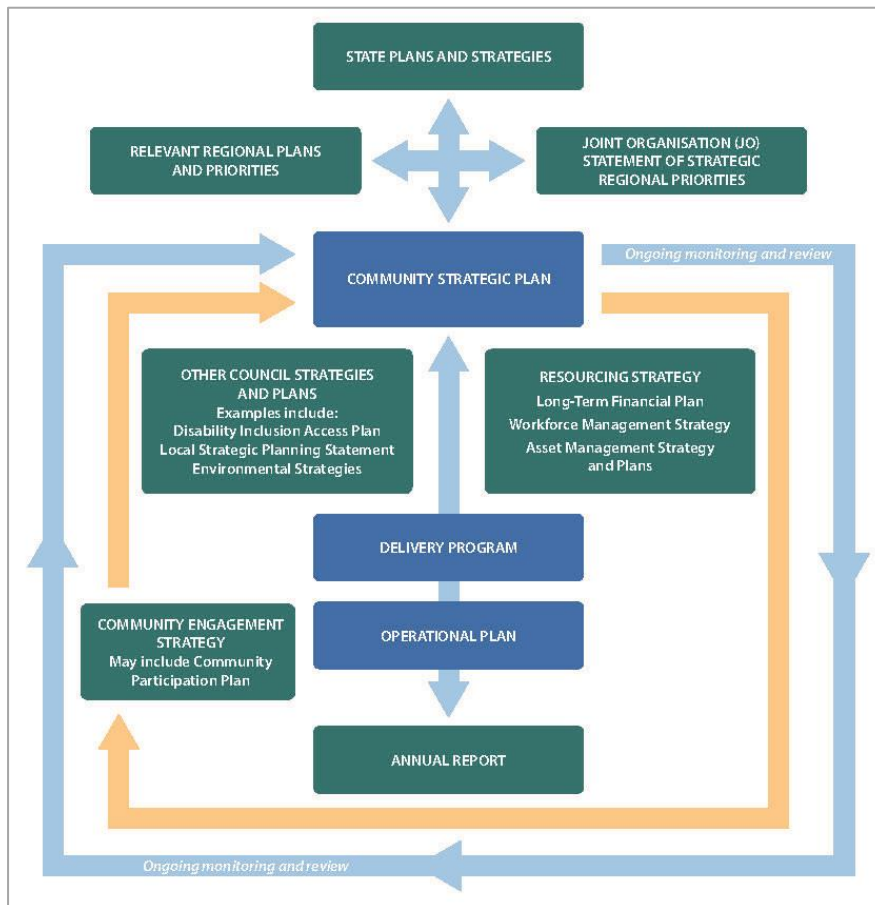 STATE PLANS AND STRATEGIES
RELEVANT REGIONAL PLANS
AND PRIORITIES
JOINT ORGANISATION (JO)
STATEMENT OF STRATEGIC
REGIONAL PRIORITIES
COMMUNITY STRATEGIC PLAN
Ongoing monitoring and review
OTHER COUNCIL STRATEGIES
AND PLANS
Examples include:
Disability Inclusion Access Plan
Local Strategic Planning Statement
Environmental Strategies
RESOURCING STRATEGY
Long-Term Financial Plan
Workforce Management Strategy
Asset Management Strategy
and Plans
DELIVERY PROGRAM
COMMUNITY ENGAGEMENT
STRATEGY
May include Community
Participation Plan
OPERATIONAL PLAN
ANNUAL REPORT
Ongoing monitoring and review